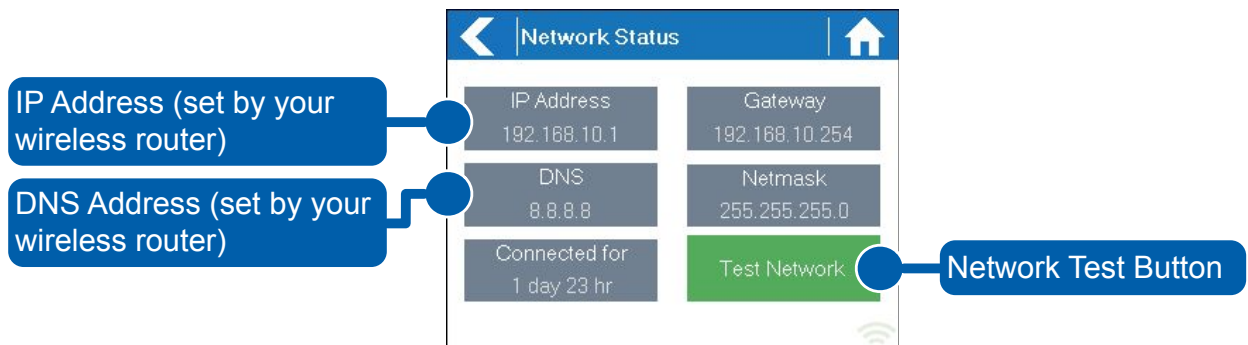 Network Status
IP Address (set by your
wireless router)
IP Address
192.168.10.1
Gateway
192.168.10.254
DNS Address (set by your
wireless router)
DNS
8.8.8.8
Netmask
255.255.255.0
Connected for
1 day 23 hr
Test Network
Network Test Button